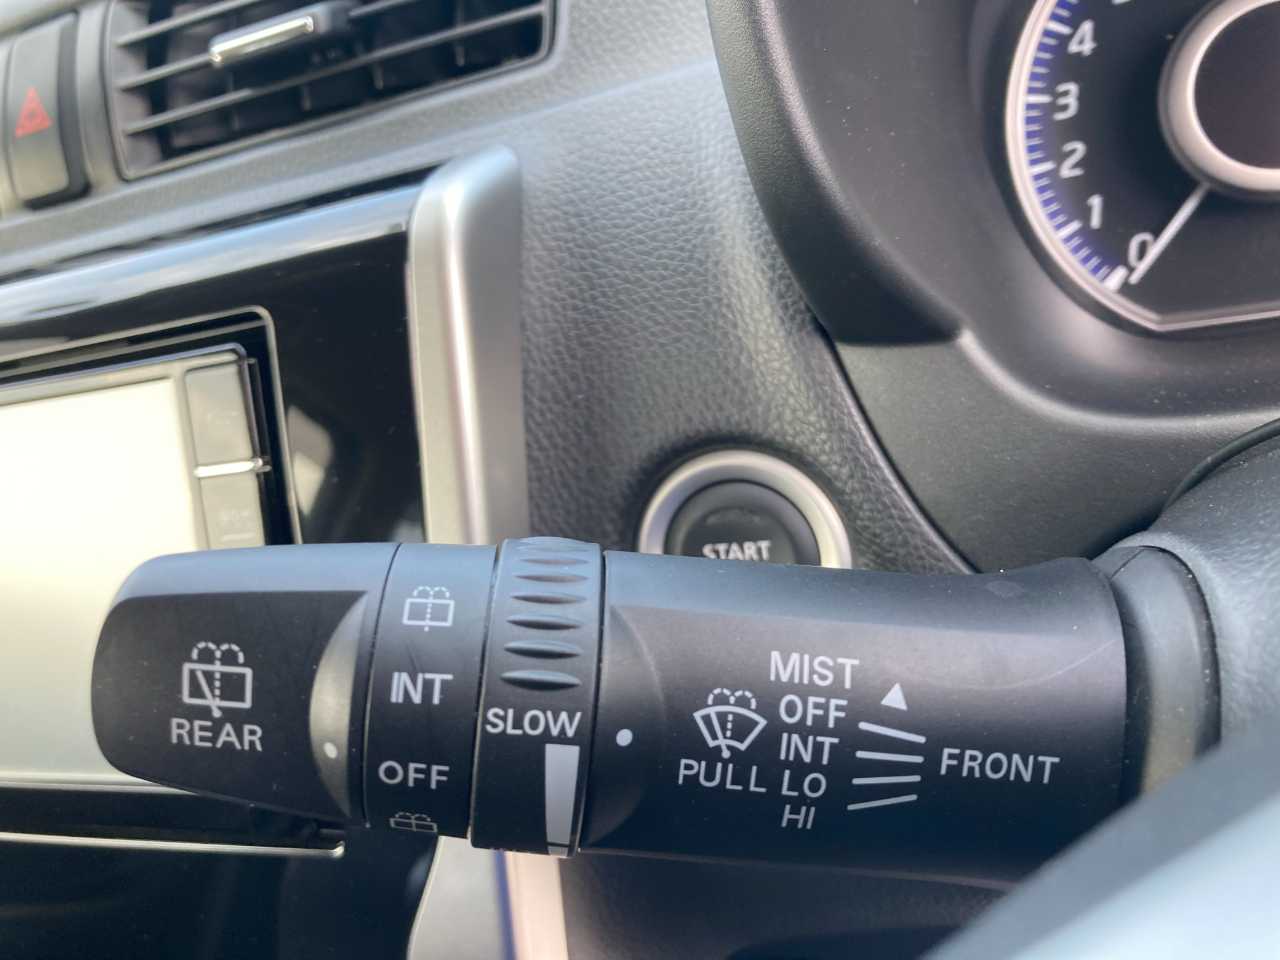 4
3
2
1
0
START
INT
OFF
REAR
SLOW
MIST
OFF
INT
LO
HI
PULL
FRONT